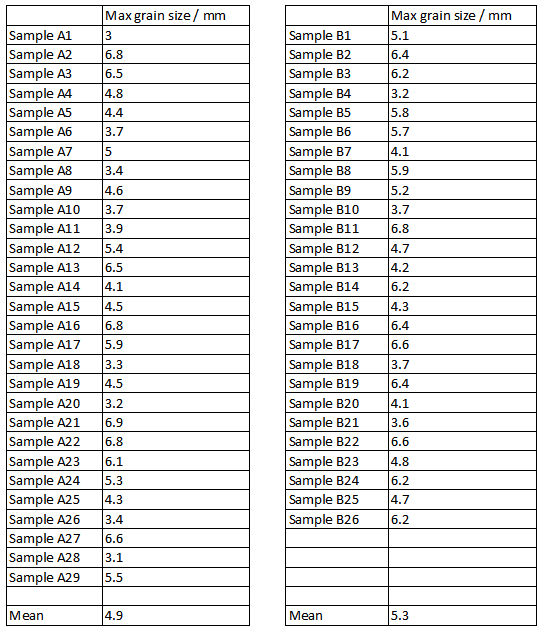 Max grain size / mm Max grain size / mm
Sample A1 3 Sample B1 5.1
Sample A2 6.8 Sample B2 6.4
Sample A3 6.5 Sample B3 6.2
Sample A4 4.8 Sample B4 3.2
Sample A5 4.4 Sample B5 5.8
Sample A6 3.7 Sample B6 5.7
Sample A7 5 Sample B7 4.1
Sample A8 3.4 Sample B8 5.9
Sample A9 4.6 Sample B9 5.2
Sample A10 3.7 Sample B10 3.7
Sample A11 3.9 Sample B11 6.8
Sample A12 5.4 Sample B12 4.7
Sample A13 6.5 Sample B13 4.2
Sample A14 4.1 Sample B14 6.2
Sample A15 4.5 Sample B15 4.3
Sample A16 6.8 Sample B16 6.4
Sample A17 5.9 Sample B17 6.6
Sample A18 3.3 Sample B18 3.7
Sample A19 4.5 Sample B19 6.4
Sample A20 3.2 Sample B20 4.1
Sample A21 6.9 Sample B21 3.6
Sample A22 6.8 Sample B22 6.6
Sample A23 6.1 Sample B23 4.8
Sample A24 5.3 Sample B24 6.2
Sample A25 4.3 Sample B25 4.7
Sample A26 3.4 Sample B26 6.2
Sample A27 6.6
Sample A28 3.1
Sample A29 5.5
Mean 4.9 Mean 5.3